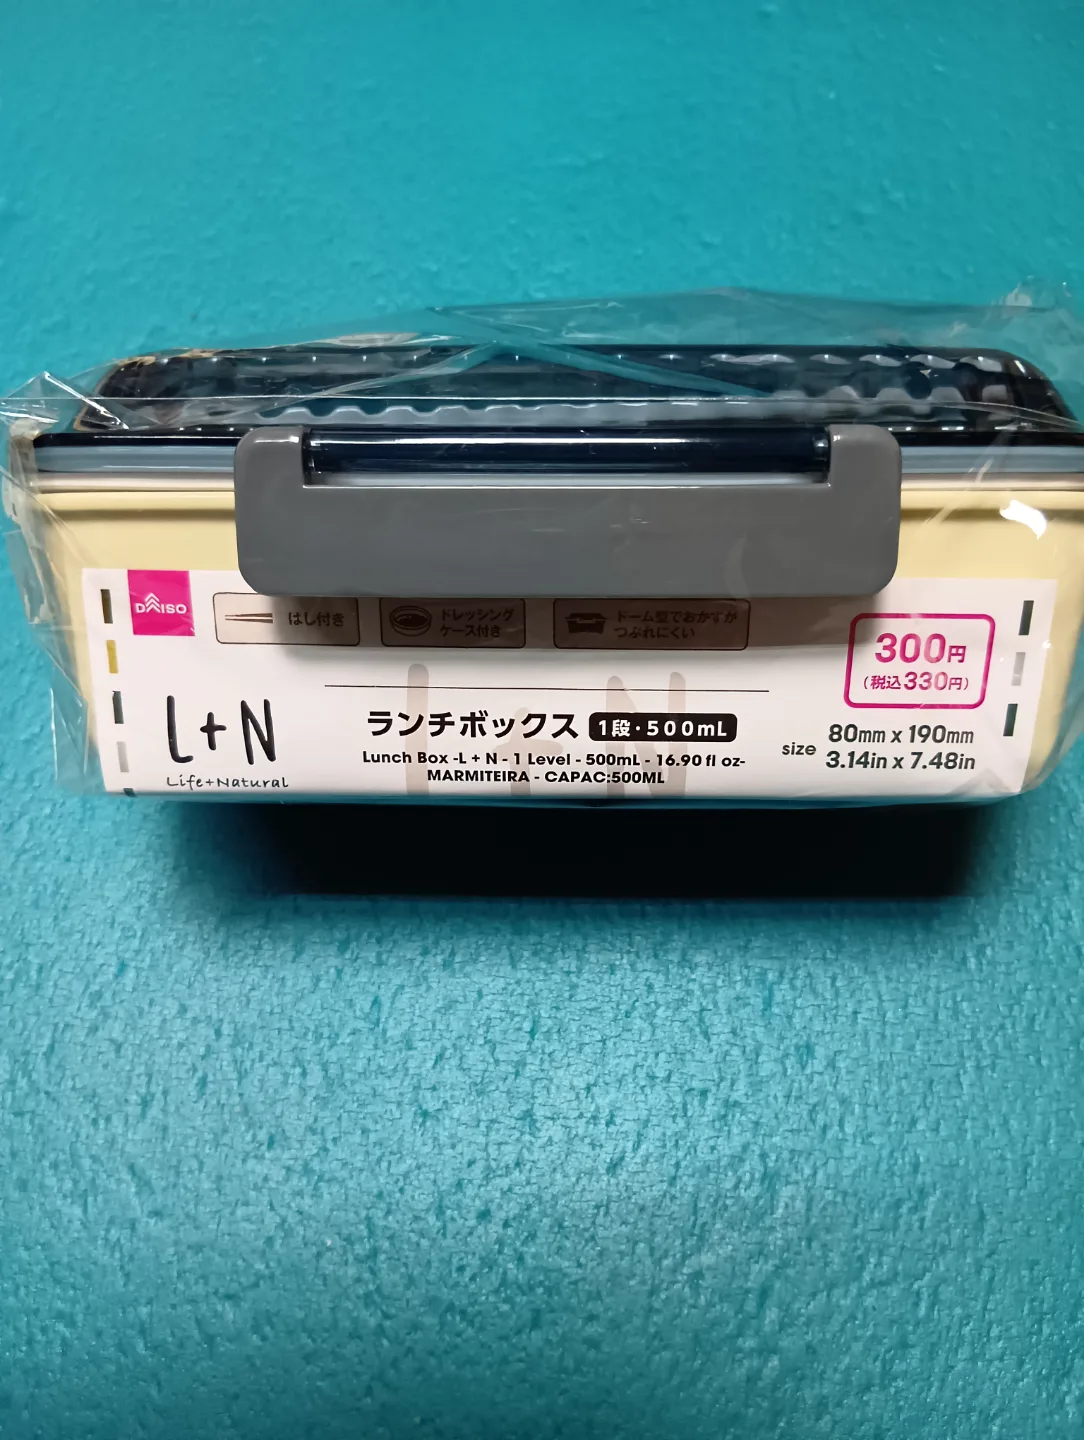 DAISO
はし付き
ドレッシング
ケース付き
ドーム型でおかずが
つぶれにくい
300円
(税込330円)
L+N
Life+Natural
L+N
ランチボックス 1段・500mL
Lunch Box -L + N - 1 Level - 500mL - 16.90 fl oz-
MARMITEIRA - CAPAC:500ML
size 80mm x 190mm
3.14in x 7.48in